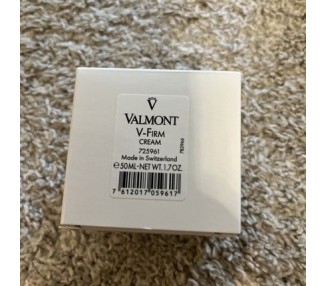 VALMONT
V-FIRM
CREAM
725961
Made in Switzerland
℮50ML-NET WT.1.7OZ.
7 612017 059617